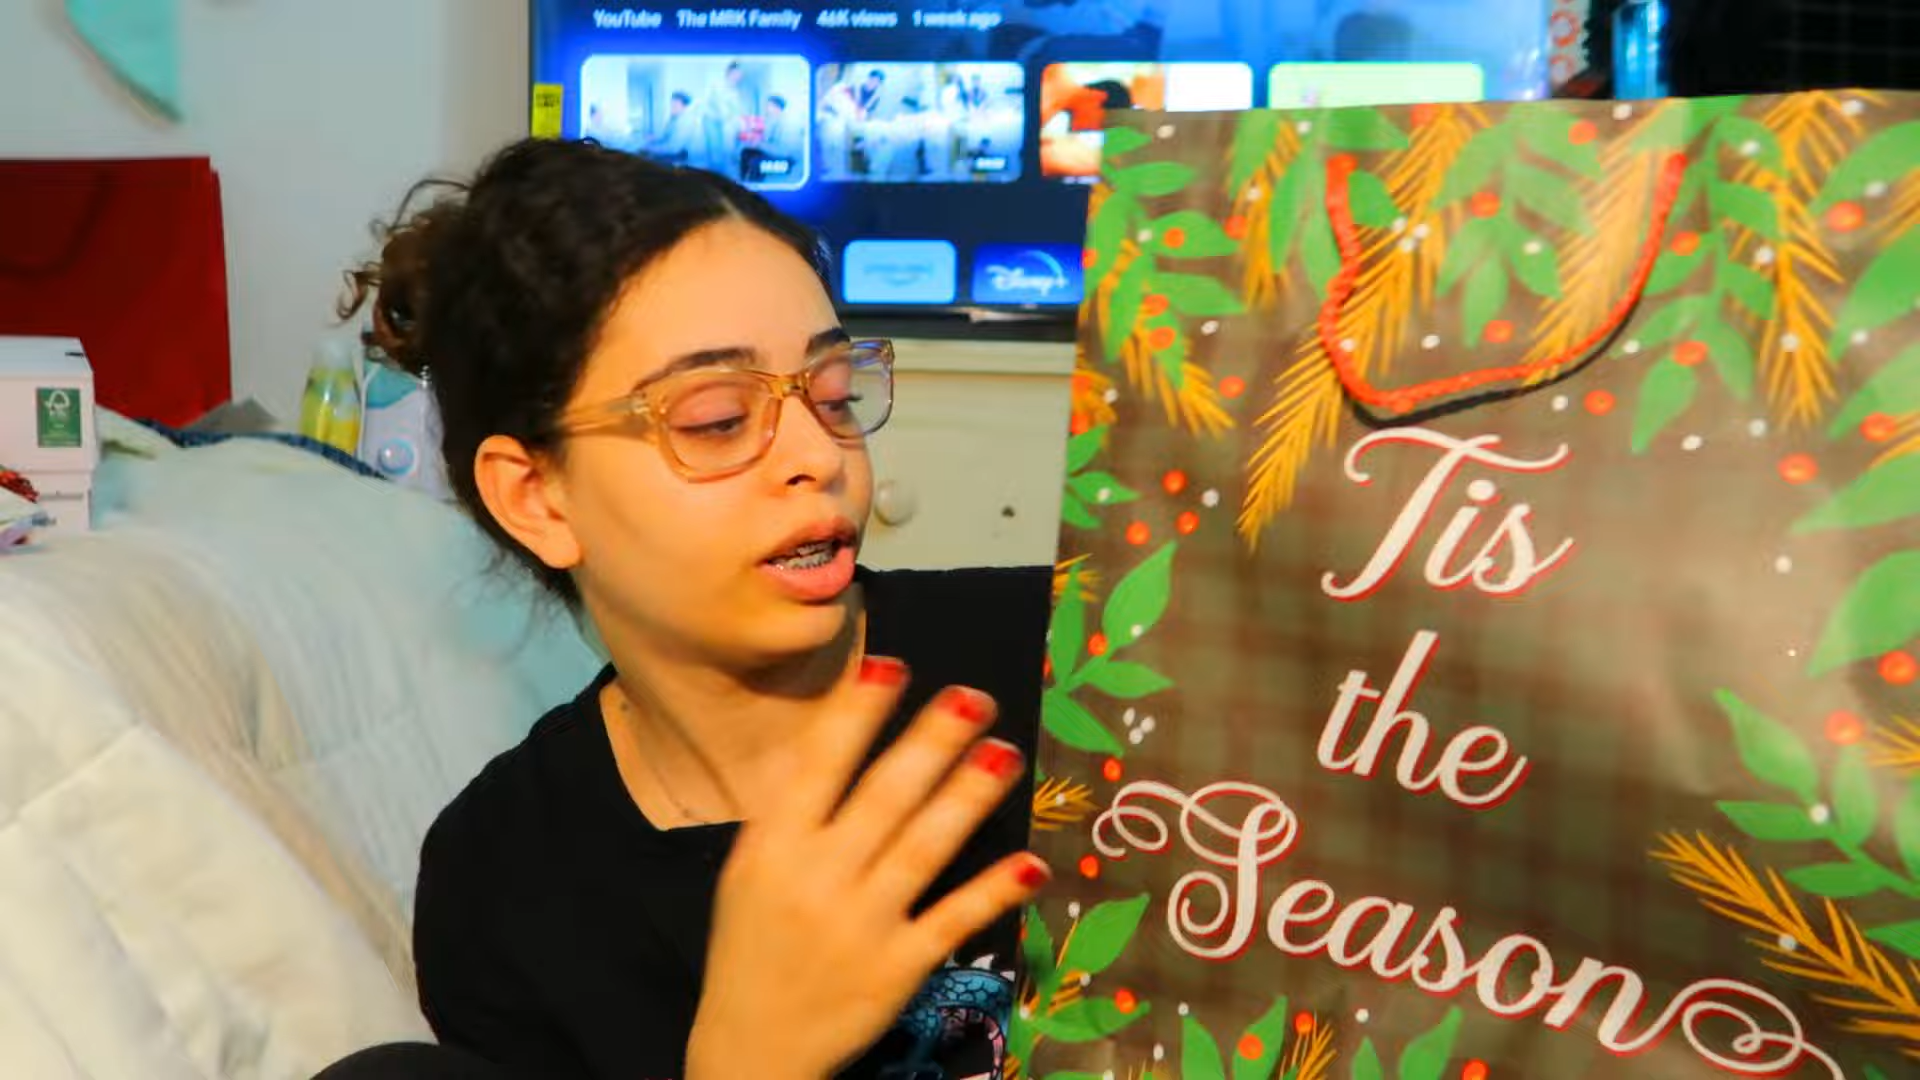 YouTube The MRK Family 46K views 1 week ago
Disney+
Tis
the
Season